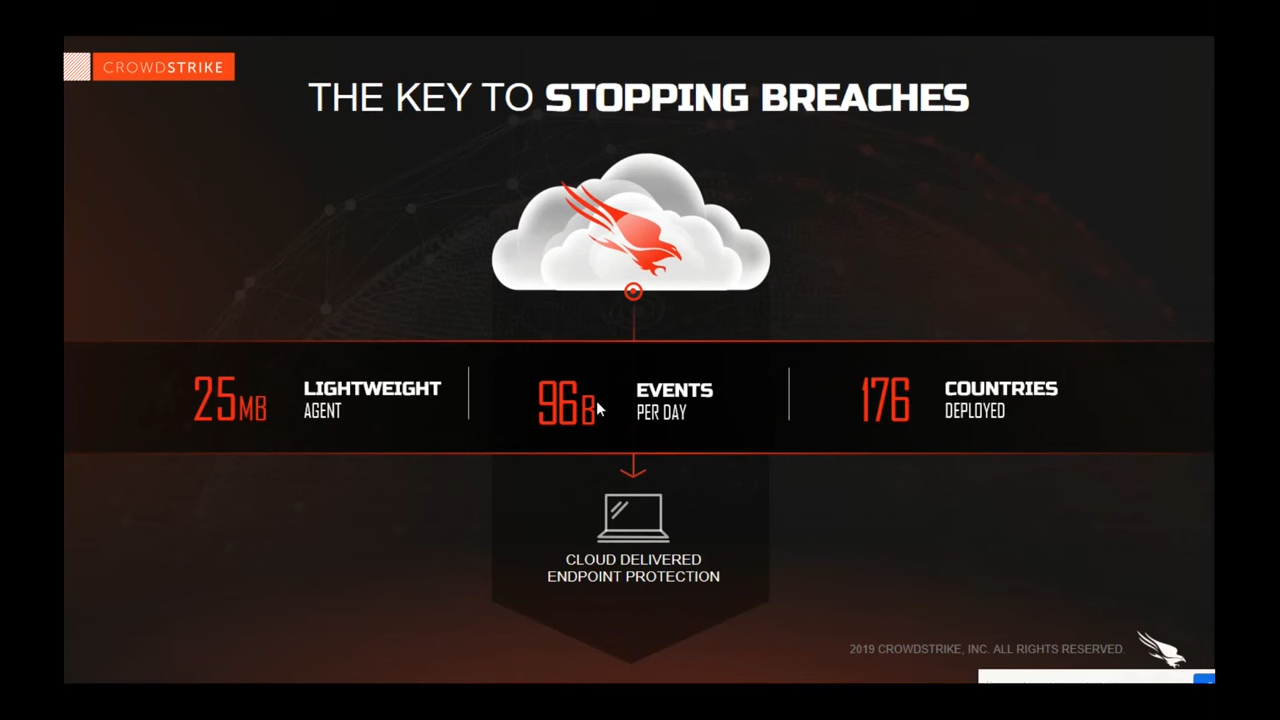 CROWDSTRIKE
THE KEY TO STOPPING BREACHES
25MB
LIGHTWEIGHT
AGENT
96B
EVENTS
PER DAY
176
COUNTRIES
DEPLOYED
CLOUD DELIVERED
ENDPOINT PROTECTION
2019 CROWDSTRIKE, INC. ALL RIGHTS RESERVED.